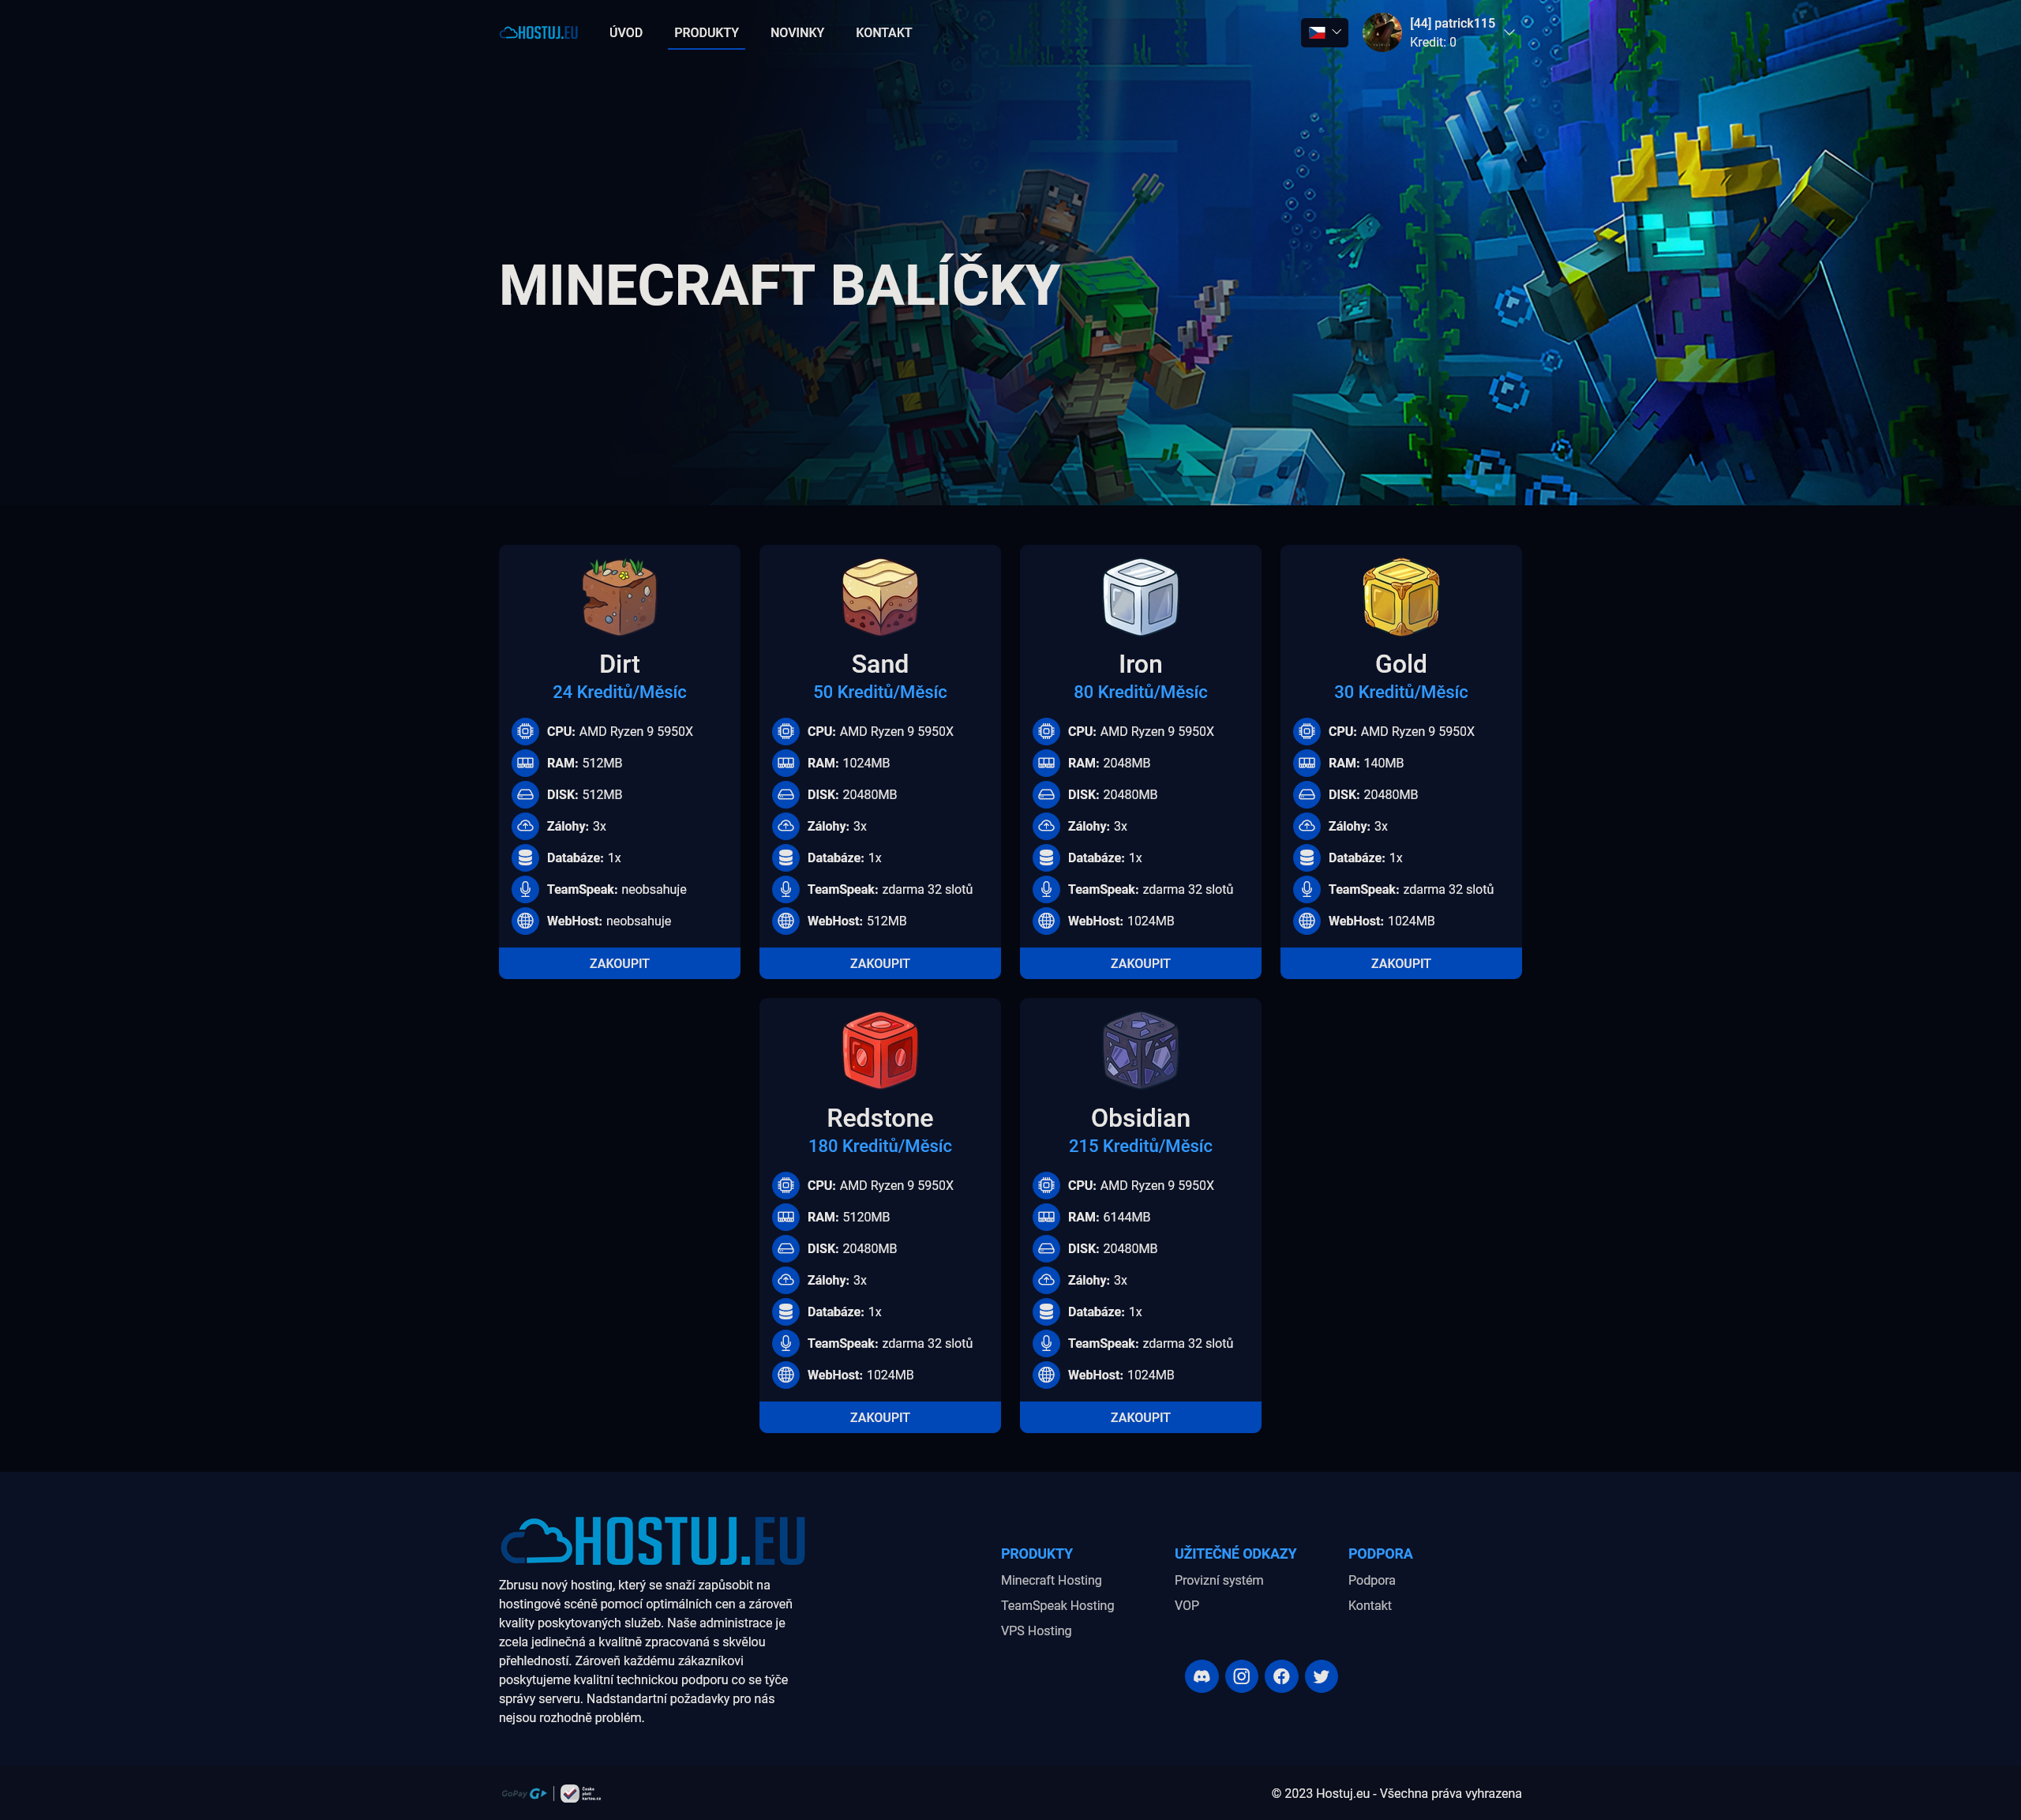 HOSTUJ.EU
ÚVOD
PRODUKTY
NOVINKY
KONTAKT
[44] patrick115
Kredit: 0
MINECRAFT BALÍČKY
Dirt
24 Kreditů/Měsíc
CPU: AMD Ryzen 9 5950X
RAM: 512MB
DISK: 512MB
Zálohy: 3x
Databáze: 1x
TeamSpeak: neobsahuje
WebHost: neobsahuje
ZAKOUPIT
Sand
50 Kreditů/Měsíc
CPU: AMD Ryzen 9 5950X
RAM: 1024MB
DISK: 20480MB
Zálohy: 3x
Databáze: 1x
TeamSpeak: zdarma 32 slotů
WebHost: 512MB
ZAKOUPIT
Iron
80 Kreditů/Měsíc
CPU: AMD Ryzen 9 5950X
RAM: 2048MB
DISK: 20480MB
Zálohy: 3x
Databáze: 1x
TeamSpeak: zdarma 32 slotů
WebHost: 1024MB
ZAKOUPIT
Gold
30 Kreditů/Měsíc
CPU: AMD Ryzen 9 5950X
RAM: 140MB
DISK: 20480MB
Zálohy: 3x
Databáze: 1x
TeamSpeak: zdarma 32 slotů
WebHost: 1024MB
ZAKOUPIT
Redstone
180 Kreditů/Měsíc
CPU: AMD Ryzen 9 5950X
RAM: 5120MB
DISK: 20480MB
Zálohy: 3x
Databáze: 1x
TeamSpeak: zdarma 32 slotů
WebHost: 1024MB
ZAKOUPIT
Obsidian
215 Kreditů/Měsíc
CPU: AMD Ryzen 9 5950X
RAM: 6144MB
DISK: 20480MB
Zálohy: 3x
Databáze: 1x
TeamSpeak: zdarma 32 slotů
WebHost: 1024MB
ZAKOUPIT
HOSTUJ.EU
Zbrusu nový hosting, který se snaží zapůsobit na
hostingové scéně pomocí optimálních cen a zároveň
kvality poskytovaných služeb. Naše administrace je
zcela jedinečná a kvalitně zpracovaná s skvělou
přehledností. Zároveň každému zákazníkovi
poskytujeme kvalitní technickou podporu co se týče
správy serveru. Nadstandartní požadavky pro nás
nejsou rozhodně problém.
PRODUKTY
Minecraft Hosting
TeamSpeak Hosting
VPS Hosting
UŽITEČNÉ ODKAZY
Provizní systém
VOP
PODPORA
Podpora
Kontakt
GoPay
Česko
platí
kartou.cz
© 2023 Hostuj.eu - Všechna práva vyhrazena